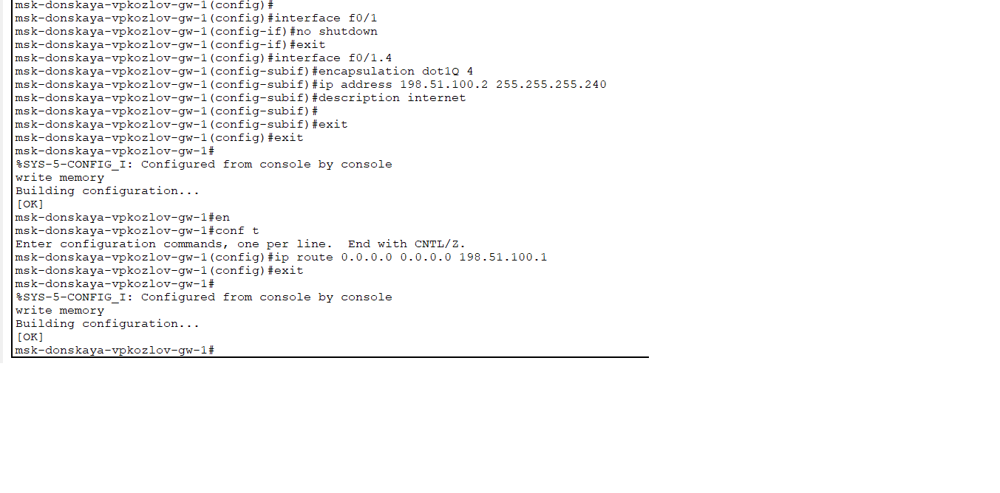 msk-donskaya-vpkozlov-gw-1(config)#
msk-donskaya-vpkozlov-gw-1(config)#interface f0/1
msk-donskaya-vpkozlov-gw-1(config-if)#no shutdown
msk-donskaya-vpkozlov-gw-1(config-if)#exit
msk-donskaya-vpkozlov-gw-1(config)#interface f0/1.4
msk-donskaya-vpkozlov-gw-1(config-subif)#encapsulation dot1Q 4
msk-donskaya-vpkozlov-gw-1(config-subif)#ip address 198.51.100.2 255.255.255.240
msk-donskaya-vpkozlov-gw-1(config-subif)#description internet
msk-donskaya-vpkozlov-gw-1(config-subif)#
msk-donskaya-vpkozlov-gw-1(config-subif)#exit
msk-donskaya-vpkozlov-gw-1(config)#exit
msk-donskaya-vpkozlov-gw-1#
%SYS-5-CONFIG_I: Configured from console by console
write memory
Building configuration...
[OK]
msk-donskaya-vpkozlov-gw-1#en
msk-donskaya-vpkozlov-gw-1#conf t
Enter configuration commands, one per line.  End with CNTL/Z.
msk-donskaya-vpkozlov-gw-1(config)#ip route 0.0.0.0 0.0.0.0 198.51.100.1
msk-donskaya-vpkozlov-gw-1(config)#exit
msk-donskaya-vpkozlov-gw-1#
%SYS-5-CONFIG_I: Configured from console by console
write memory
Building configuration...
[OK]
msk-donskaya-vpkozlov-gw-1#